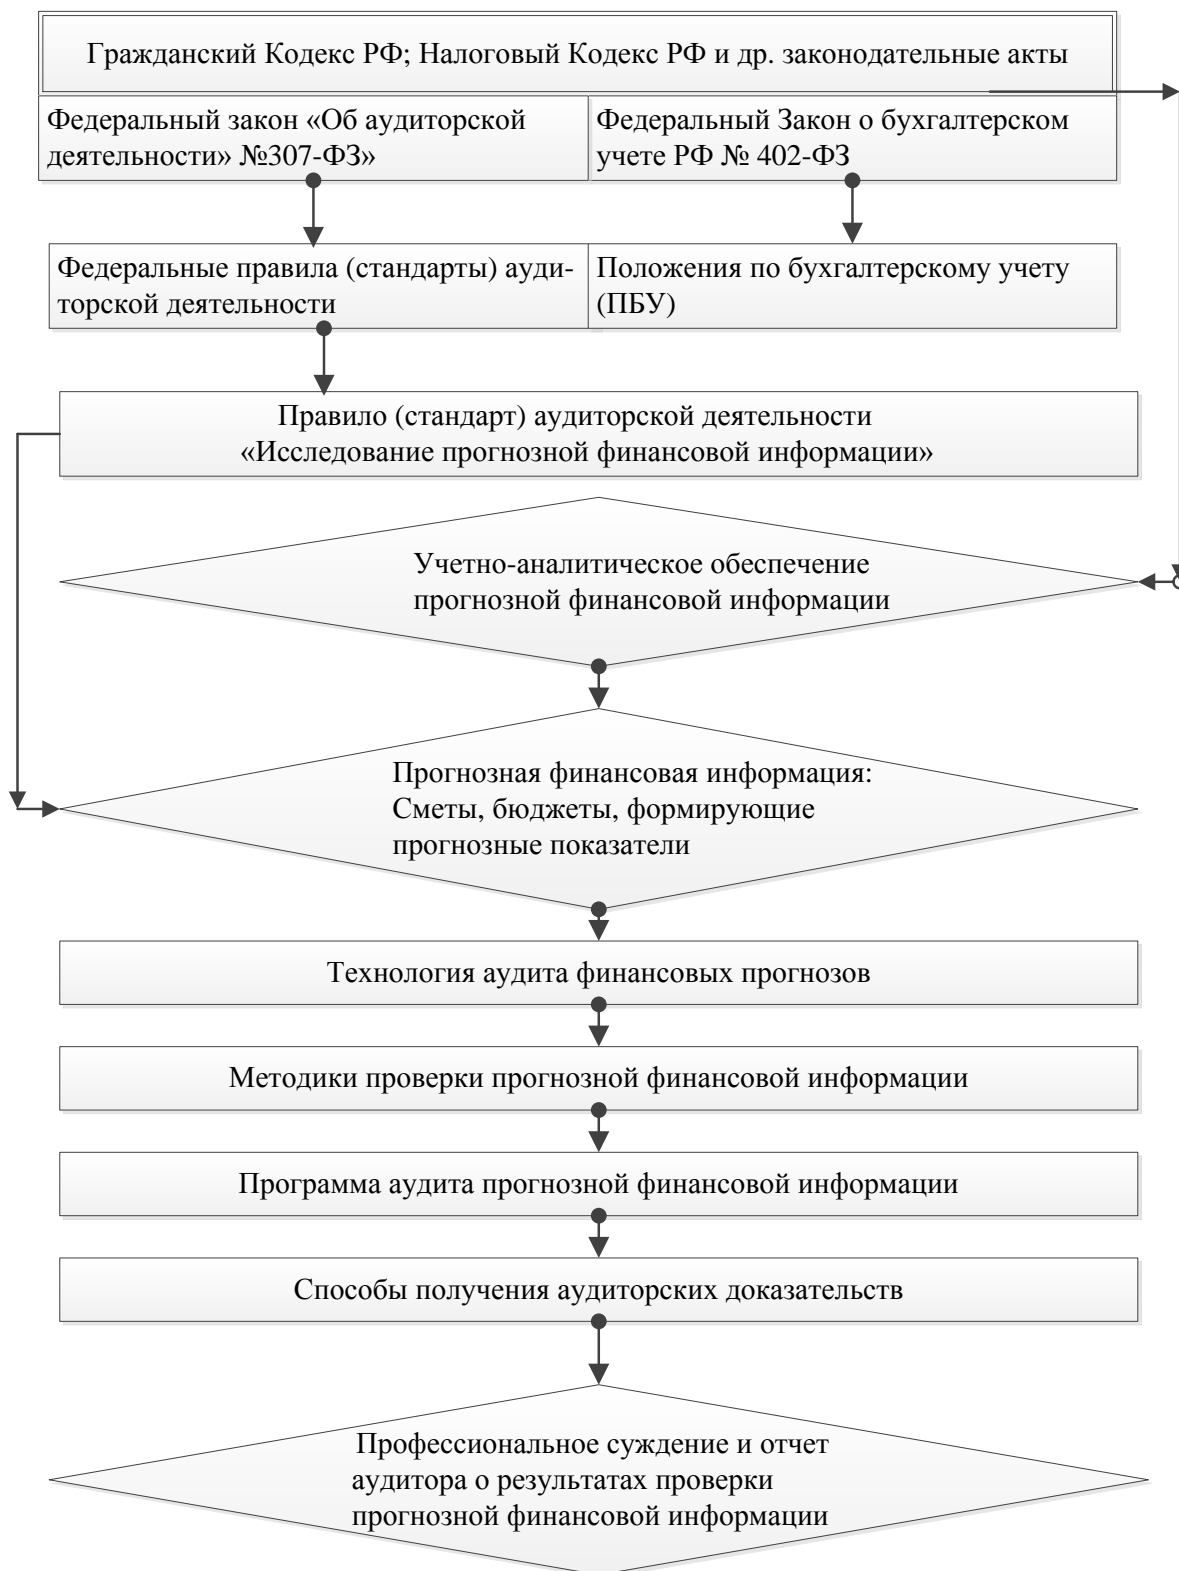 Гражданский Кодекс РФ; Налоговый Кодекс РФ и др. законодательные акты
Федеральный закон «Об аудиторской
деятельности» №307-ФЗ»
Федеральный Закон о бухгалтерском
учете РФ № 402-ФЗ
Федеральные правила (стандарты) ауди-
торской деятельности
Положения по бухгалтерскому учету
(ПБУ)
Правило (стандарт) аудиторской деятельности
«Исследование прогнозной финансовой информации»
Учетно-аналитическое обеспечение
прогнозной финансовой информации
Прогнозная финансовая информация:
Сметы, бюджеты, формирующие
прогнозные показатели
Технология аудита финансовых прогнозов
Методики проверки прогнозной финансовой информации
Программа аудита прогнозной финансовой информации
Способы получения аудиторских доказательств
Профессиональное суждение и отчет
аудитора о результатах проверки
прогнозной финансовой информации